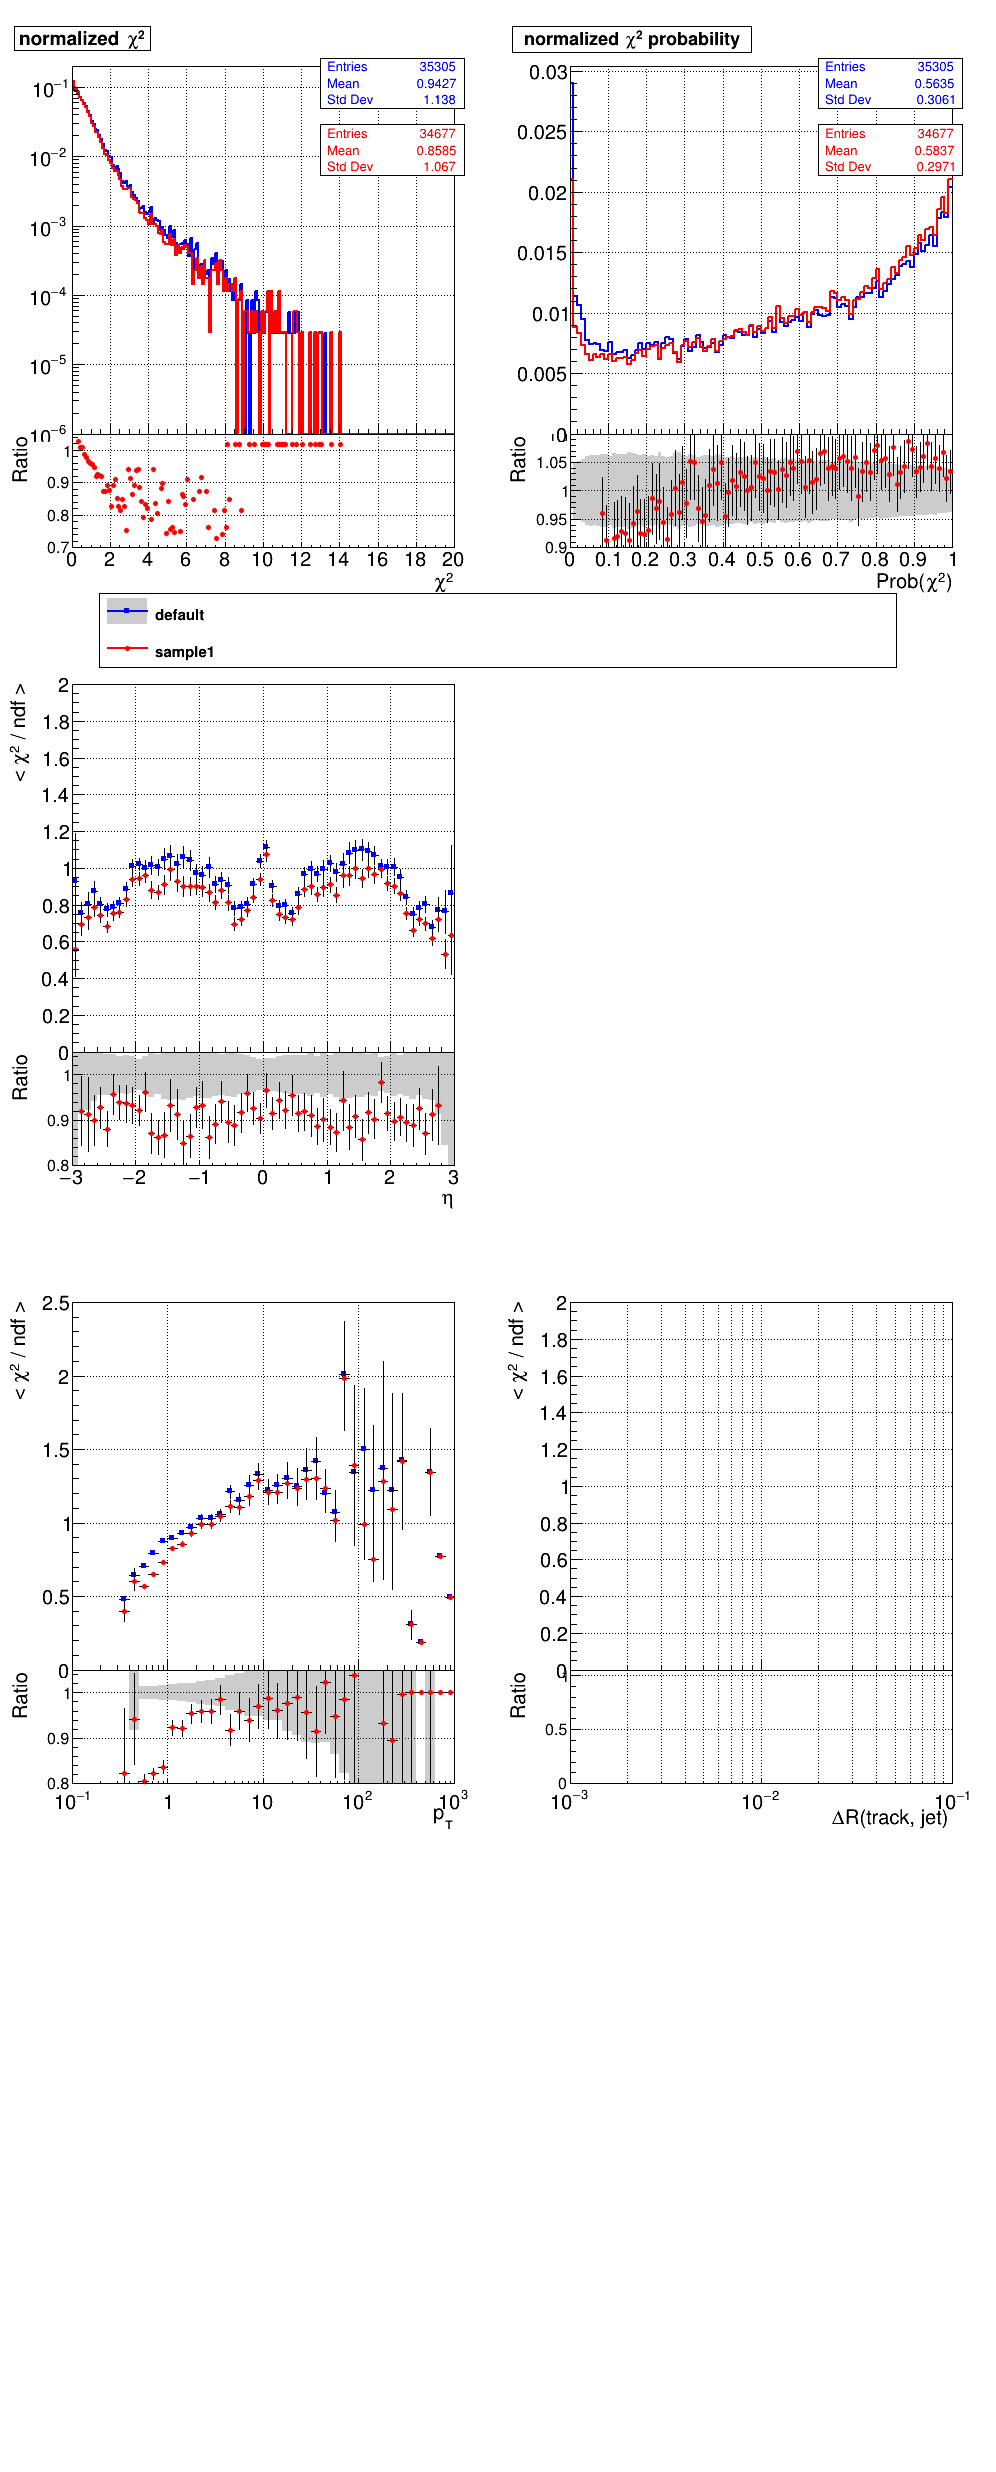 normalized χ²
Entries 35305
Mean 0.9427
Std Dev 1.138
Entries 34677
Mean 0.8585
Std Dev 1.067
10⁻¹
10⁻²
10⁻³
10⁻⁴
10⁻⁵
10⁻⁶
Ratio
1
0.9
0.8
0.7
0 2 4 6 8 10 12 14 16 18 20
χ²
normalized χ² probability
Entries 35305
Mean 0.5635
Std Dev 0.3061
Entries 34677
Mean 0.5837
Std Dev 0.2971
0.03
0.025
0.02
0.015
0.01
0.005
0
Ratio
1.05
1
0.95
0.9
0 0.1 0.2 0.3 0.4 0.5 0.6 0.7 0.8 0.9 1
Prob(χ²)
default
sample1
< χ² / ndf >
2
1.8
1.6
1.4
1.2
1
0.8
0.6
0.4
0.2
0
Ratio
1
0.9
0.8
−3 −2 −1 0 1 2 3
η
< χ² / ndf >
2.5
2
1.5
1
0.5
0
Ratio
1
0.9
0.8
10⁻¹ 1 10 10² 10³
p_T
< χ² / ndf >
2
1.8
1.6
1.4
1.2
1
0.8
0.6
0.4
0.2
0
Ratio
1
0.5
0
10⁻³ 10⁻² 10⁻¹
ΔR(track, jet)